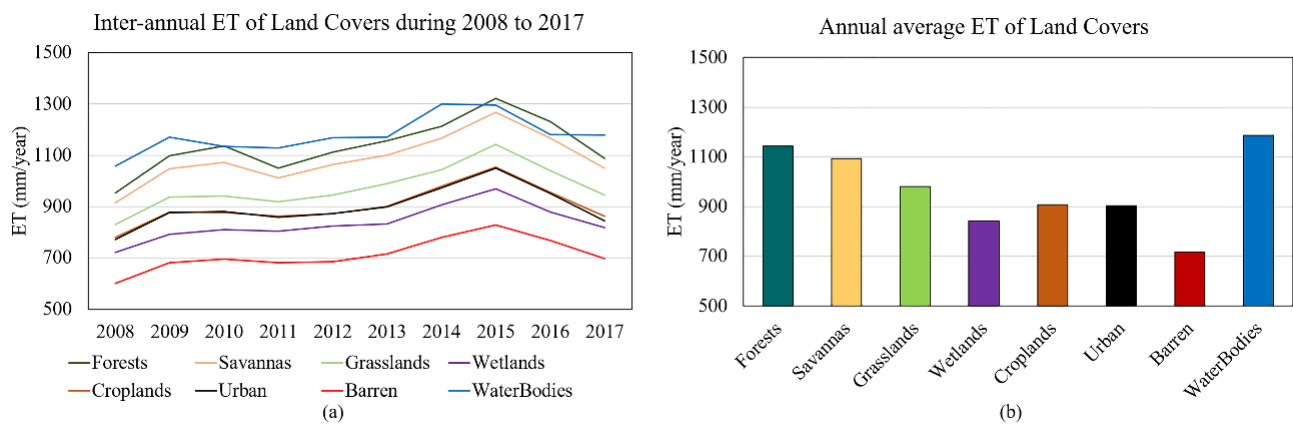 Inter-annual ET of Land Covers during 2008 to 2017
1500
1300
1100
900
700
500
ET (mm/year)
2008 2009 2010 2011 2012 2013 2014 2015 2016 2017
Forests Savannas Grasslands Wetlands
Croplands Urban Barren WaterBodies
(a)
Annual average ET of Land Covers
1500
1300
1100
900
700
500
ET (mm/year)
Forests
Savannas
Grasslands
Wetlands
Croplands
Urban
Barren
WaterBodies
(b)